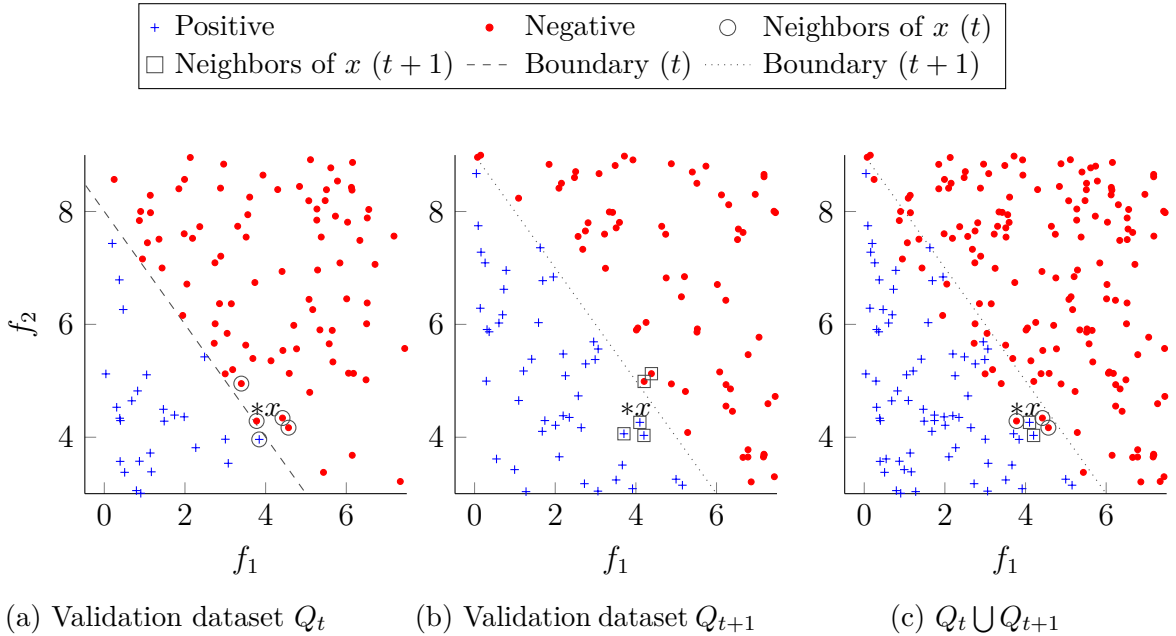 Positive Negative Neighbors of x (t)
Neighbors of x (t + 1) Boundary (t) Boundary (t + 1)
f2
8
6
4
0 2 4 6
f1
*x
(a) Validation dataset Qt
8
6
4
0 2 4 6
f1
*x
(b) Validation dataset Qt+1
8
6
4
0 2 4 6
f1
*x
(c) Qt ⋃ Qt+1